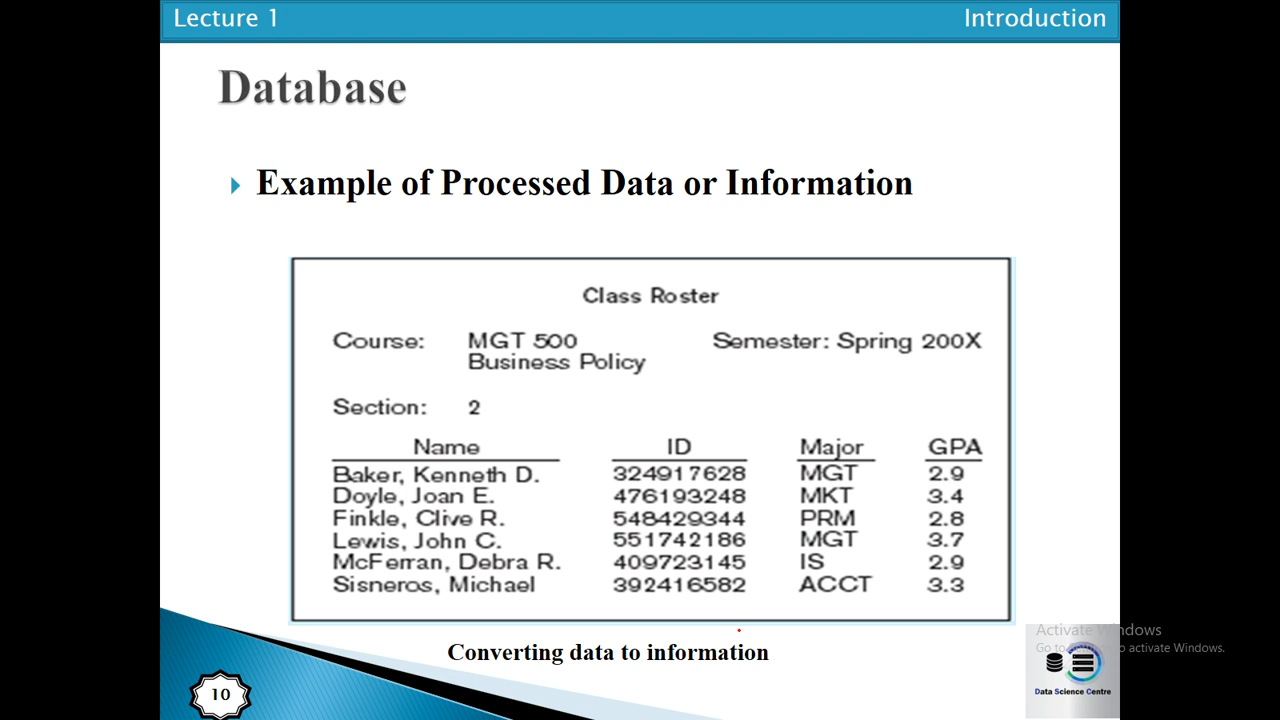 Lecture 1 Introduction
Database
Example of Processed Data or Information
Class Roster
Course: MGT 500 Semester: Spring 200X
Business Policy
Section: 2
Name ID Major GPA
Baker, Kenneth D. 324917628 MGT 2.9
Doyle, Joan E. 476193248 MKT 3.4
Finkle, Clive R. 548429344 PRM 2.8
Lewis, John C. 551742186 MGT 3.7
McFerran, Debra R. 409723145 IS 2.9
Sisneros, Michael 392416582 ACCT 3.3
Converting data to information
10
Activate Windows
Go to activate Windows.
Data Science Centre